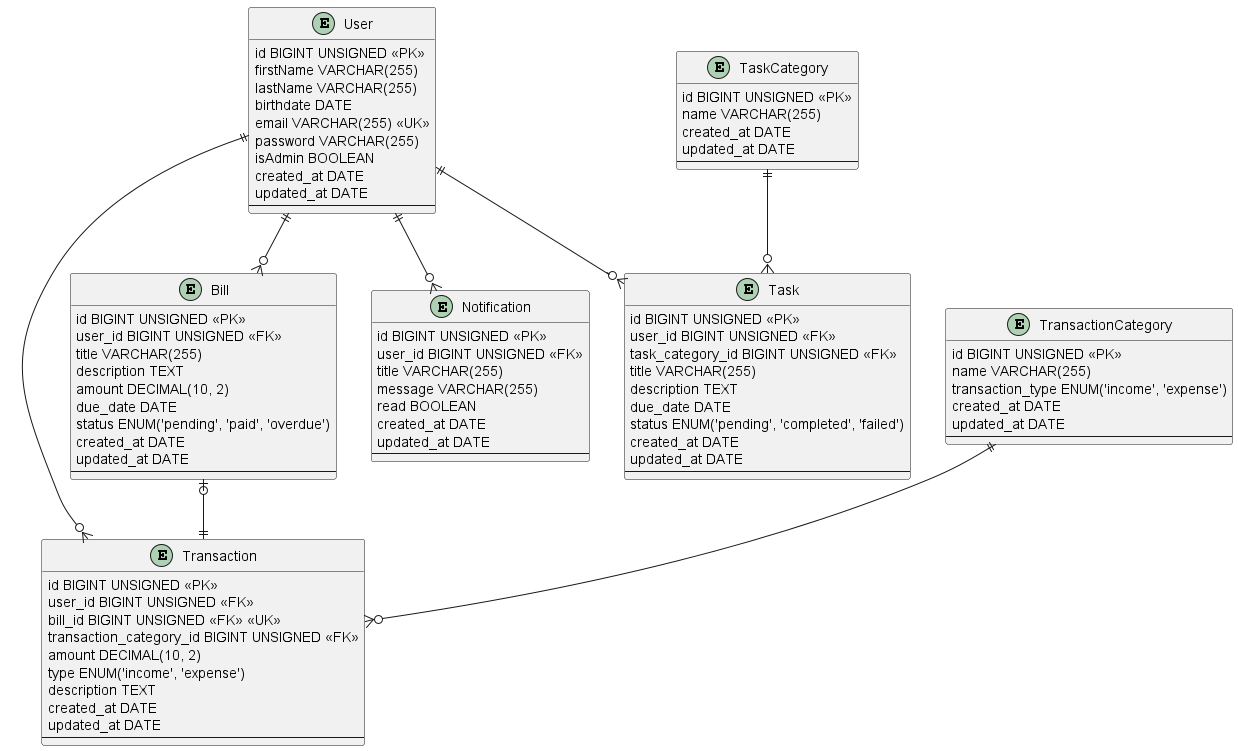 E User
id BIGINT UNSIGNED «PK»
firstName VARCHAR(255)
lastName VARCHAR(255)
birthdate DATE
email VARCHAR(255) «UK»
password VARCHAR(255)
isAdmin BOOLEAN
created_at DATE
updated_at DATE
E TaskCategory
id BIGINT UNSIGNED «PK»
name VARCHAR(255)
created_at DATE
updated_at DATE
E Bill
id BIGINT UNSIGNED «PK»
user_id BIGINT UNSIGNED «FK»
title VARCHAR(255)
description TEXT
amount DECIMAL(10, 2)
due_date DATE
status ENUM('pending', 'paid', 'overdue')
created_at DATE
updated_at DATE
E Notification
id BIGINT UNSIGNED «PK»
user_id BIGINT UNSIGNED «FK»
title VARCHAR(255)
message VARCHAR(255)
read BOOLEAN
created_at DATE
updated_at DATE
E Task
id BIGINT UNSIGNED «PK»
user_id BIGINT UNSIGNED «FK»
task_category_id BIGINT UNSIGNED «FK»
title VARCHAR(255)
description TEXT
due_date DATE
status ENUM('pending', 'completed', 'failed')
created_at DATE
updated_at DATE
E TransactionCategory
id BIGINT UNSIGNED «PK»
name VARCHAR(255)
transaction_type ENUM('income', 'expense')
created_at DATE
updated_at DATE
E Transaction
id BIGINT UNSIGNED «PK»
user_id BIGINT UNSIGNED «FK»
bill_id BIGINT UNSIGNED «FK» «UK»
transaction_category_id BIGINT UNSIGNED «FK»
amount DECIMAL(10, 2)
type ENUM('income', 'expense')
description TEXT
created_at DATE
updated_at DATE